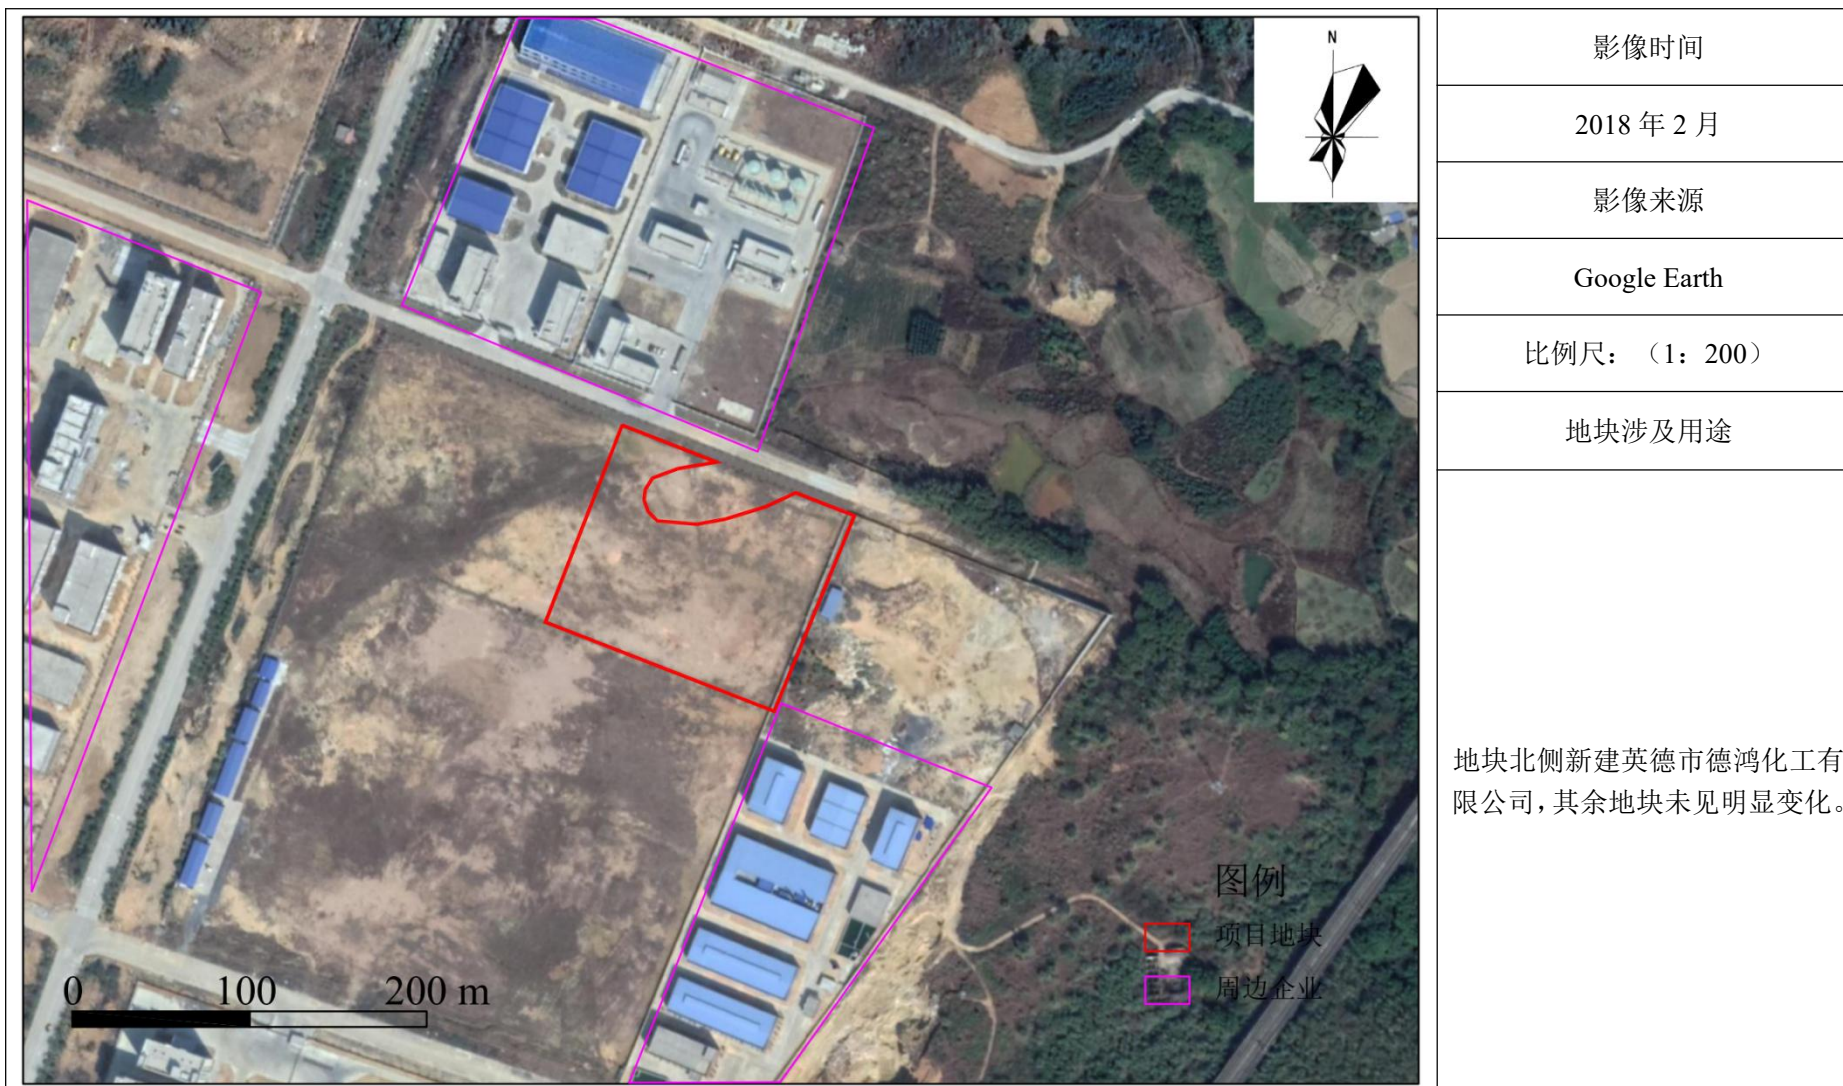 N
影像时间
2018 年 2 月
影像来源
Google Earth
比例尺：（1：200）
地块涉及用途
地块北侧新建英德市德鸿化工有
限公司，其余地块未见明显变化。
图例
项目地块
周边企业
0 100 200 m